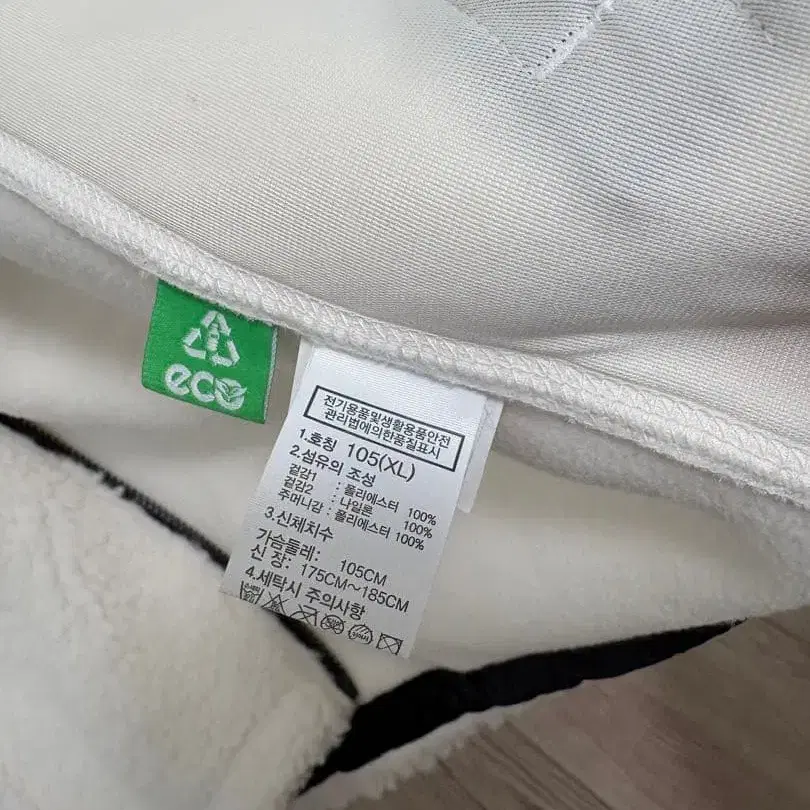 eco
전기용품및생활용품안전
관리법에의한품질표시
1.호칭 105(XL)
2.섬유의 조성
겉감1 : 폴리에스터 100%
겉감2 : 나일론 100%
주머니감 : 폴리에스터 100%
3.신체치수
가슴둘레: 105CM
신 장: 175CM~185CM
4.세탁시 주의사항